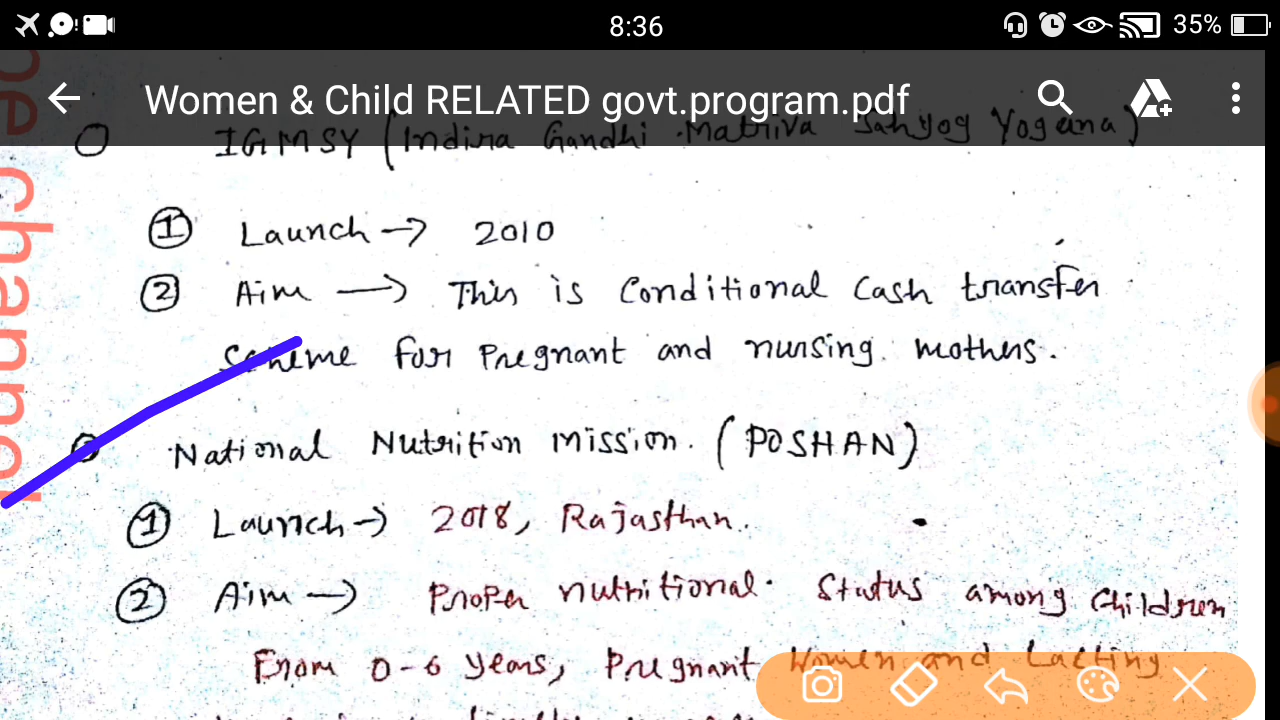 8:36
35%
Women & Child RELATED govt.program.pdf
IGMSY (Indira Gandhi Matriva Sahyog Yogana)
① Launch → 2010
② Aim → This is Conditional Cash transfer
Scheme for Pregnant and nursing mothers.
National Nutrition mission. (POSHAN)
① Launch → 2018, Rajasthan.
② Aim → Proper nutritional Status among Children
From 0-6 years, Pregnant Women and Lacting
channel